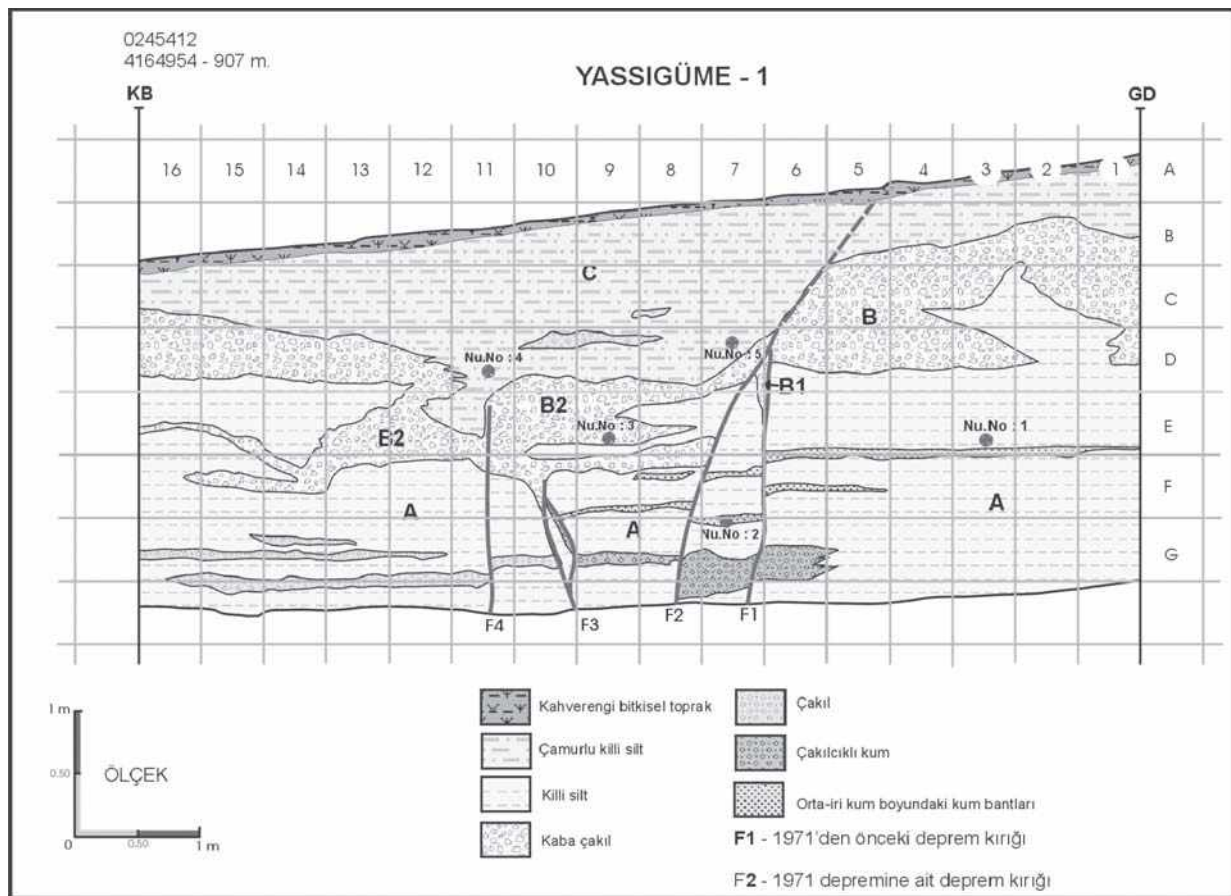 0245412
4164954 - 907 m.
YASSIGÜME - 1
KB
GD
16 15 14 13 12 11 10 9 8 7 6 5 4 3 2 1 A
B
C
C
B
D
Nu.No : 4
Nu.No : 5
B1
B2
Nu.No : 3
B2
Nu.No : 1
E
F
A
A
A
Nu.No : 2
G
F4
F3
F2
F1
1 m
0.50
ÖLÇEK
0
0.50
1 m
Kahverengi bitkisel toprak
Çamurlu killi silt
Killi silt
Kaba çakıl
Çakıl
Çakılcıklı kum
Orta-iri kum boyundaki kum bantları
F1 - 1971'den önceki deprem kırığı
F2 - 1971 depremine ait deprem kırığı